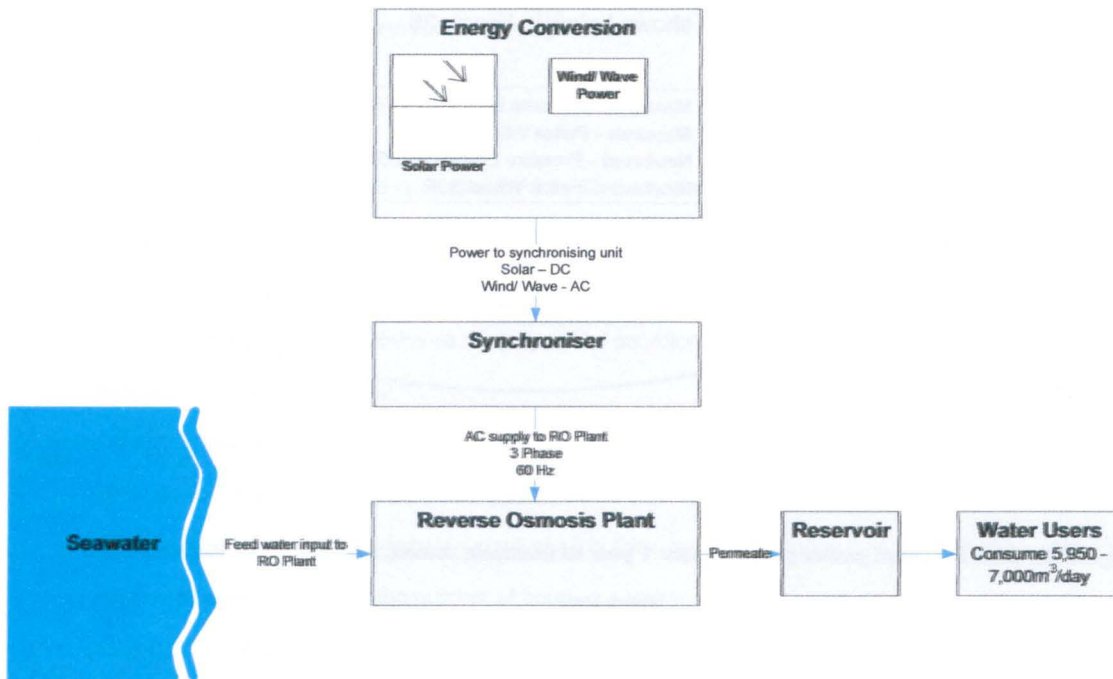 Energy Conversion
Wind/ Wave
Power
Solar Power
Power to synchronising unit
Solar – DC
Wind/ Wave - AC
Synchroniser
AC supply to RO Plant
3 Phase
60 Hz
Seawater
Feed water input to
RO Plant
Reverse Osmosis Plant
Permeate
Reservoir
Water Users
Consume 5,950 -
7,000m³/day